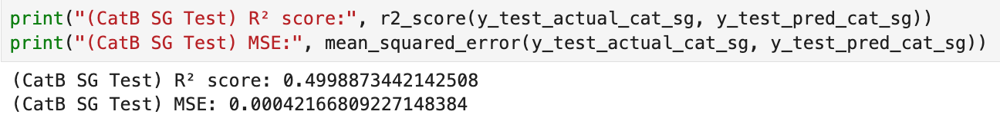 print("(CatB SG Test) R² score:", r2_score(y_test_actual_cat_sg, y_test_pred_cat_sg))
print("(CatB SG Test) MSE:", mean_squared_error(y_test_actual_cat_sg, y_test_pred_cat_sg))
(CatB SG Test) R² score: 0.4998873442142508
(CatB SG Test) MSE: 0.00042166809227148384